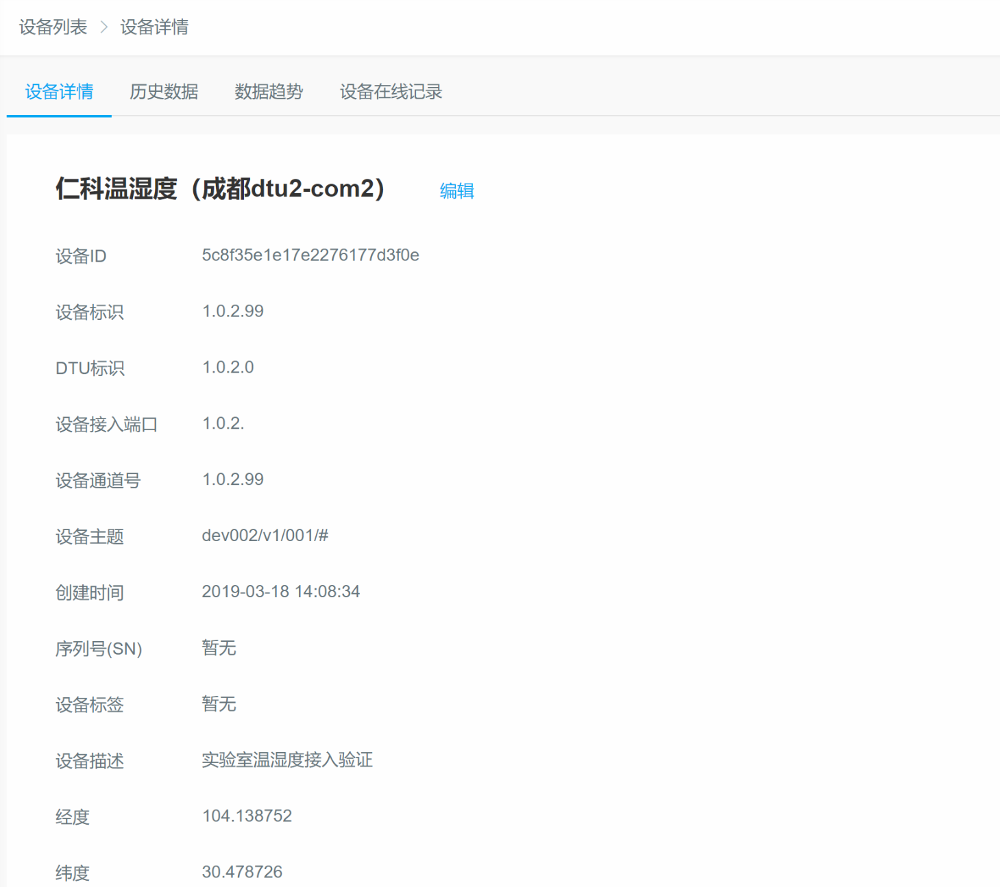 设备列表 > 设备详情
设备详情 历史数据 数据趋势 设备在线记录
仁科温湿度（成都dtu2-com2） 编辑
设备ID 5c8f35e1e17e2276177d3f0e
设备标识 1.0.2.99
DTU标识 1.0.2.0
设备接入端口 1.0.2.
设备通道号 1.0.2.99
设备主题 dev002/v1/001/#
创建时间 2019-03-18 14:08:34
序列号(SN) 暂无
设备标签 暂无
设备描述 实验室温湿度接入验证
经度 104.138752
纬度 30.478726